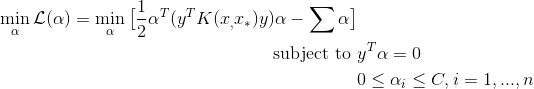 min_α ℒ(α) = min_α [ 1/2 α^T (y^T K(x,x_*)y)α − ∑ α ]
subject to y^T α = 0
0 ≤ α_i ≤ C, i = 1, ..., n